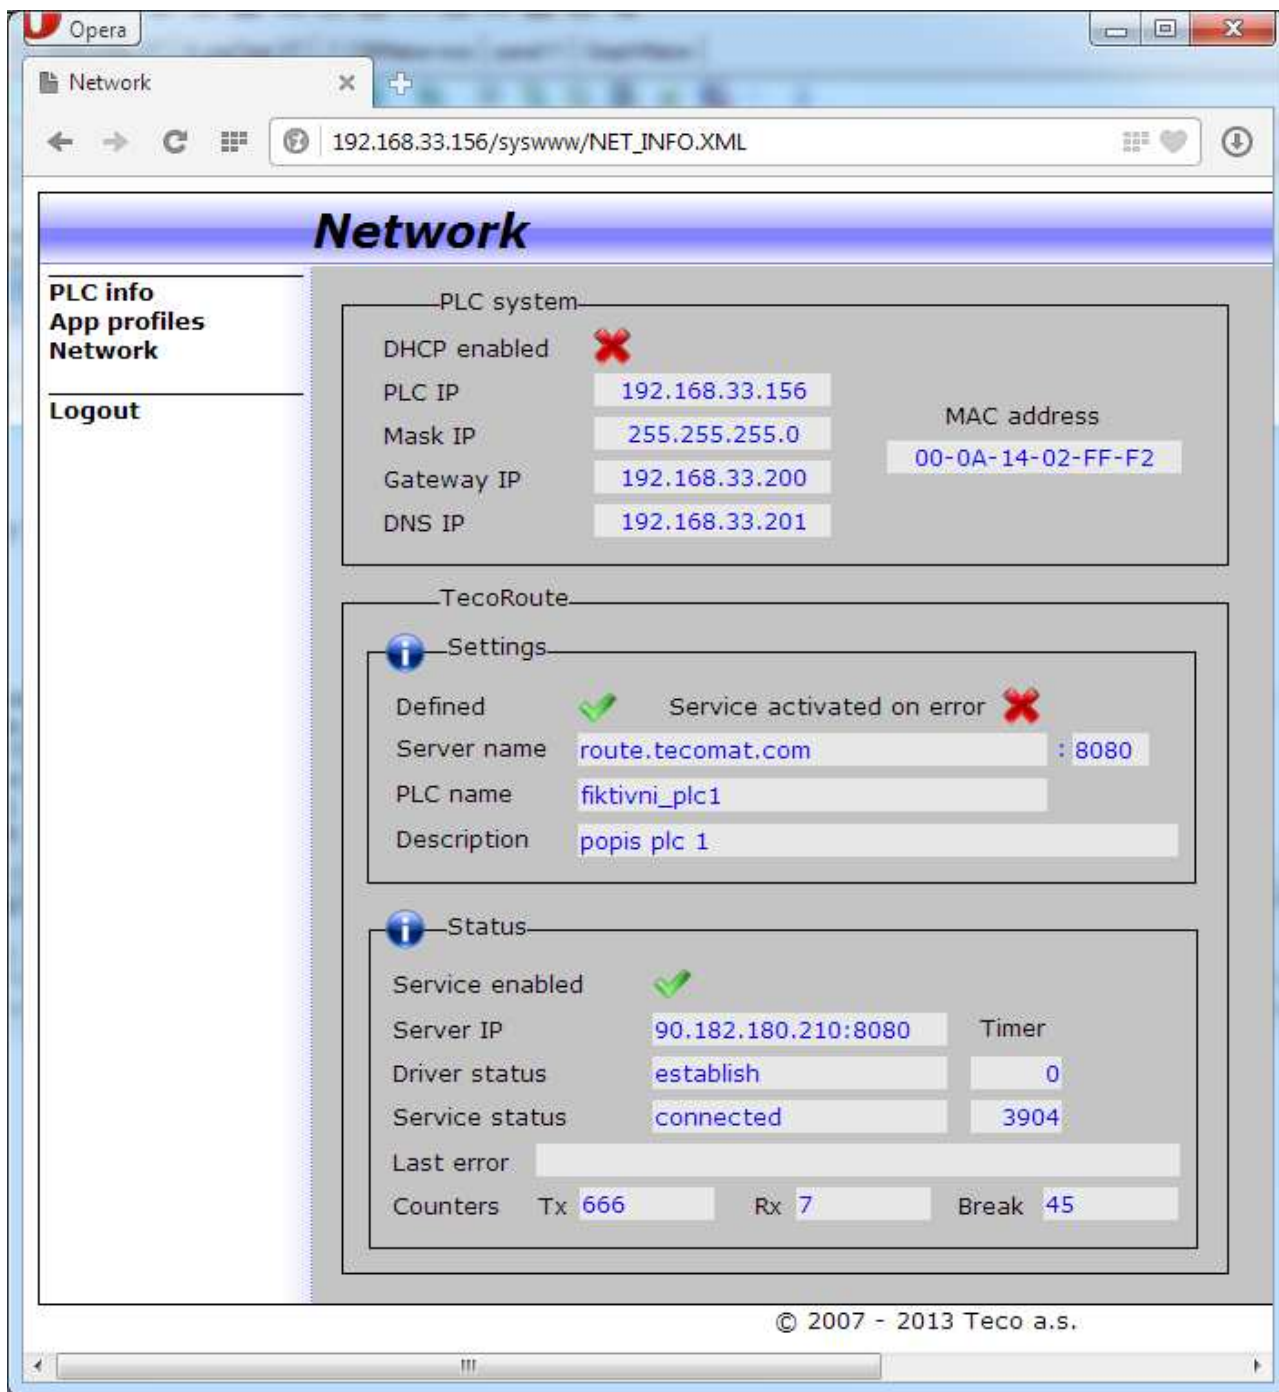 Opera
Network
192.168.33.156/syswww/NET_INFO.XML
Network
PLC info
App profiles
Network
Logout
PLC system
DHCP enabled
PLC IP 192.168.33.156
Mask IP 255.255.255.0
Gateway IP 192.168.33.200
DNS IP 192.168.33.201
MAC address
00-0A-14-02-FF-F2
TecoRoute
Settings
Defined Service activated on error
Server name route.tecomat.com : 8080
PLC name fiktivni_plc1
Description popis plc 1
Status
Service enabled
Server IP 90.182.180.210:8080 Timer
Driver status establish 0
Service status connected 3904
Last error
Counters Tx 666 Rx 7 Break 45
© 2007 - 2013 Teco a.s.